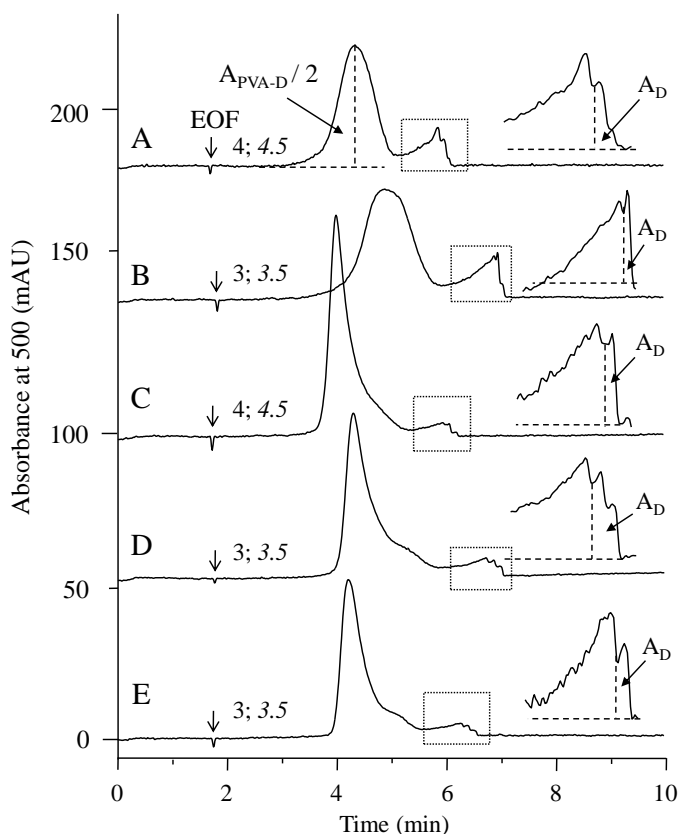 200
150
100
50
0
Absorbance at 500 (mAU)
A_PVA-D / 2
A_D
EOF
A
4; 4.5
B
3; 3.5
A_D
C
4; 4.5
A_D
D
3; 3.5
A_D
E
3; 3.5
A_D
0 2 4 6 8 10
Time (min)